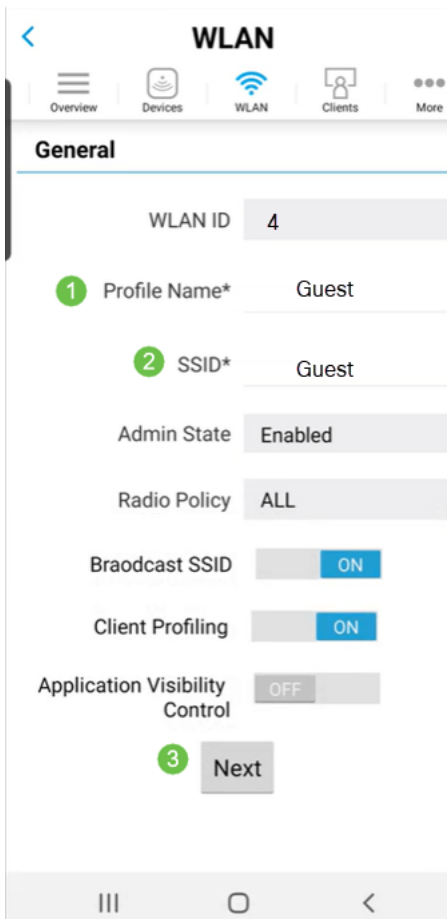 WLAN
Overview Devices WLAN Clients More
General
WLAN ID 4
1 Profile Name* Guest
2 SSID* Guest
Admin State Enabled
Radio Policy ALL
Braodcast SSID ON
Client Profiling ON
Application Visibility
Control OFF
3 Next